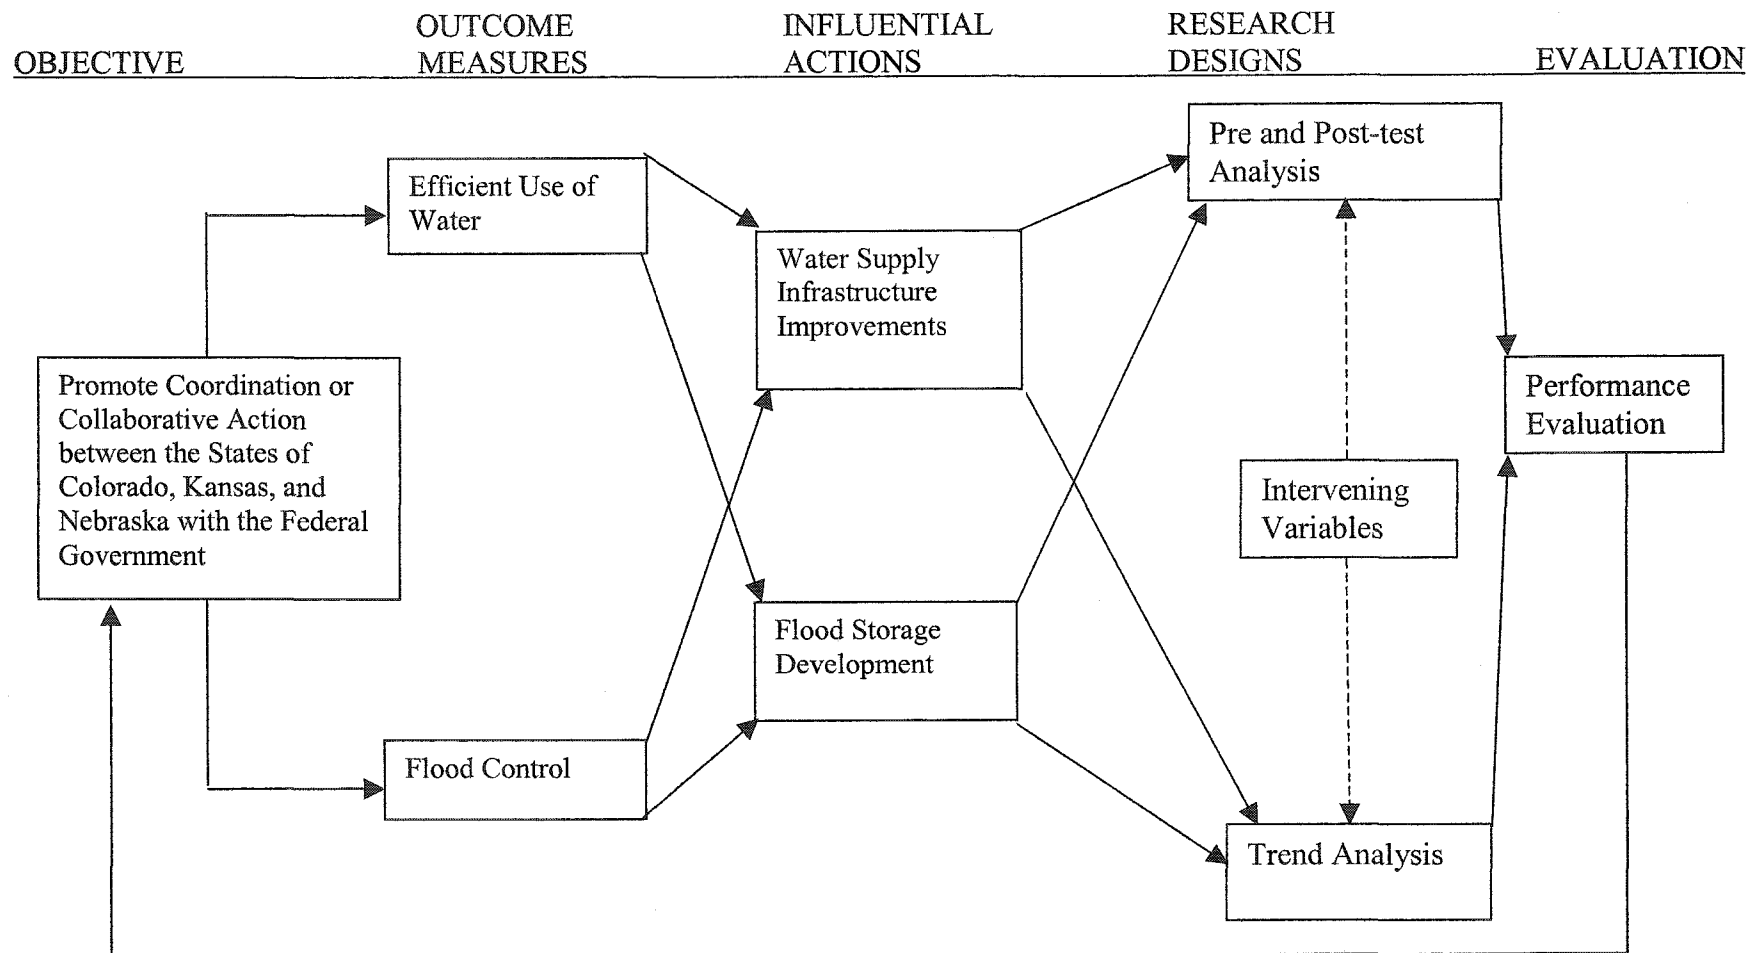 OBJECTIVE
OUTCOME
MEASURES
INFLUENTIAL
ACTIONS
RESEARCH
DESIGNS
EVALUATION
Promote Coordination or
Collaborative Action
between the States of
Colorado, Kansas, and
Nebraska with the Federal
Government
Efficient Use of
Water
Flood Control
Water Supply
Infrastructure
Improvements
Flood Storage
Development
Pre and Post-test
Analysis
Intervening
Variables
Trend Analysis
Performance
Evaluation